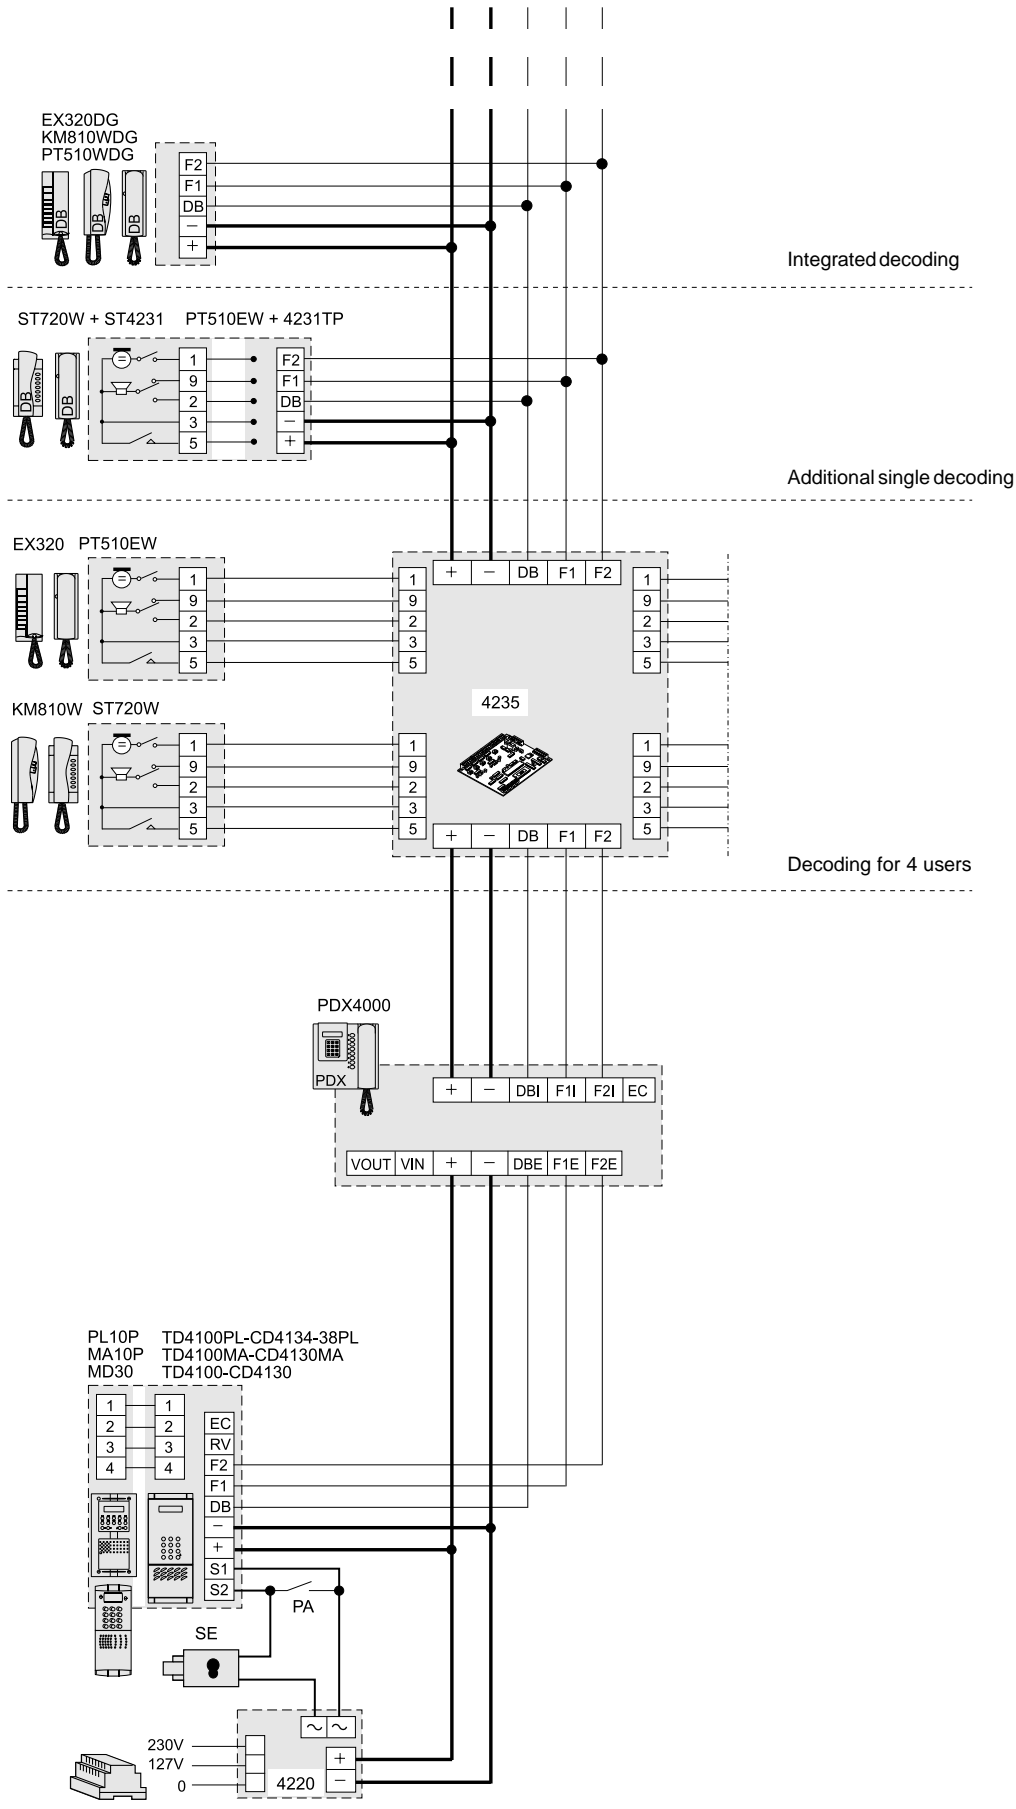 EX320DG
KM810WDG
PT510WDG
F2
F1
DB
−
+
DB
DB
DB
Integrated decoding
ST720W + ST4231 PT510EW + 4231TP
1
9
2
3
5
F2
F1
DB
−
+
DB
DB
Additional single decoding
EX320 PT510EW
1
9
2
3
5
1
9
2
3
5
+ − DB F1 F2
1
9
2
3
5
4235
KM810W ST720W
1
9
2
3
5
1
9
2
3
5
1
9
2
3
5
+ − DB F1 F2
Decoding for 4 users
PDX4000
PDX
+ − DBI F1I F2I EC
VOUT VIN + − DBE F1E F2E
PL10P TD4100PL-CD4134-38PL
MA10P TD4100MA-CD4130MA
MD30 TD4100-CD4130
1 1
2 2
3 3
4 4
EC
RV
F2
F1
DB
−
+
S1
S2
PA
SE
~ ~
230V
127V
0
+
−
4220